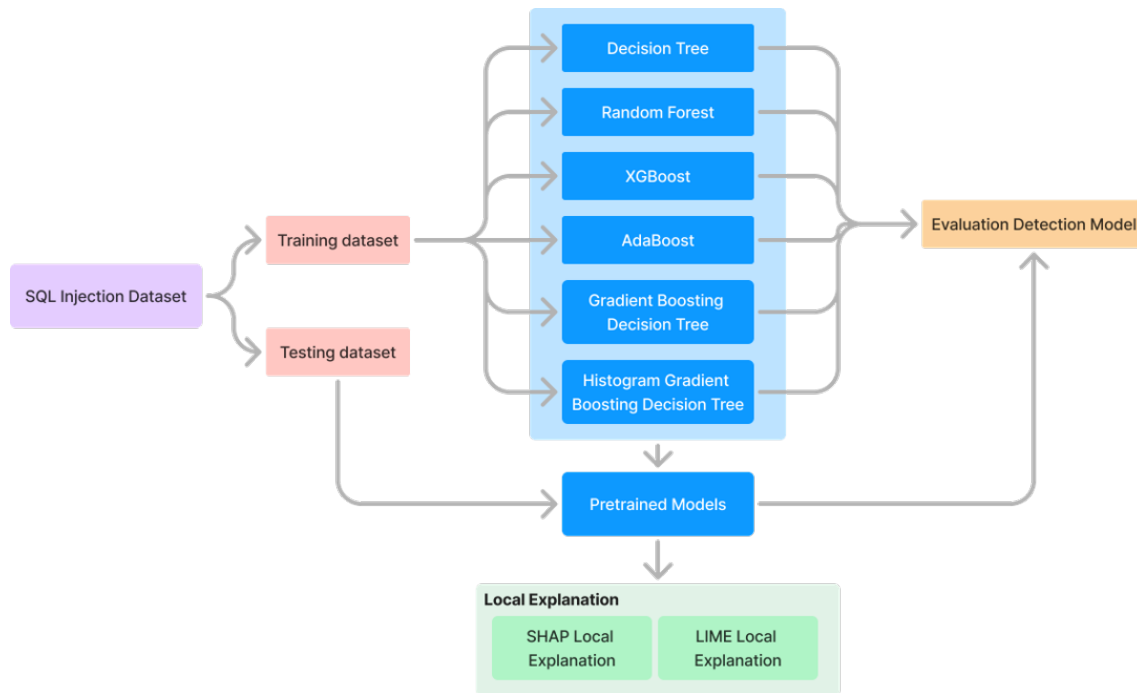 Decision Tree
Random Forest
XGBoost
AdaBoost
Gradient Boosting
Decision Tree
Histogram Gradient
Boosting Decision Tree
Training dataset
SQL Injection Dataset
Testing dataset
Evaluation Detection Model
Pretrained Models
Local Explanation
SHAP Local
Explanation
LIME Local
Explanation